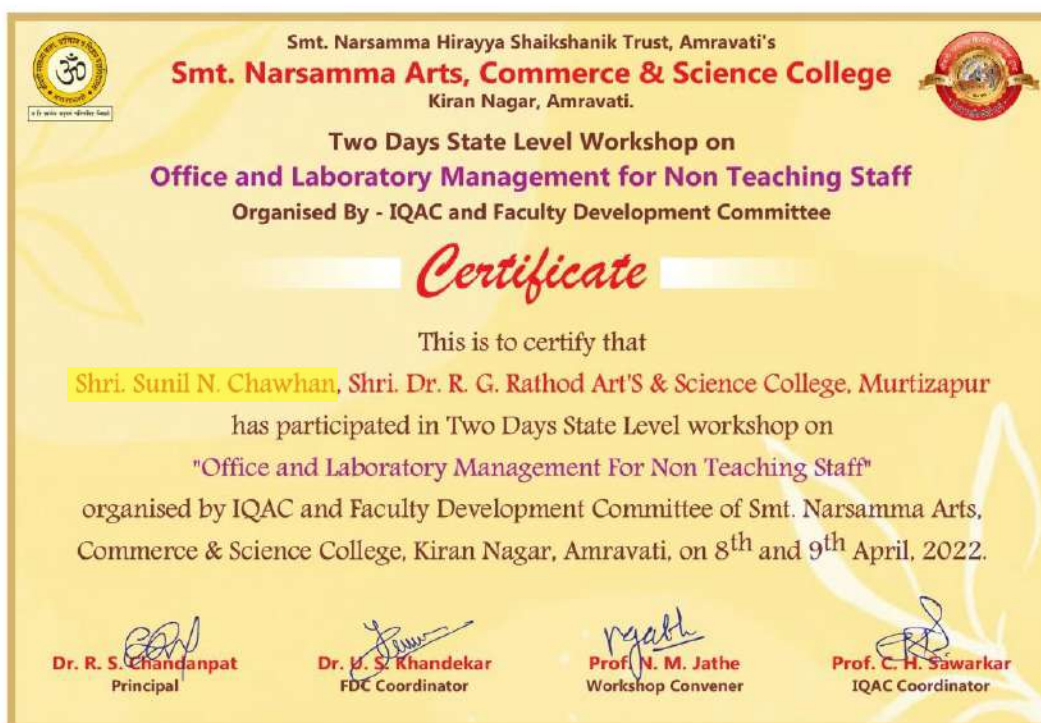 Smt. Narsamma Hirayya Shaikshanik Trust, Amravati's
Smt. Narsamma Arts, Commerce & Science College
Kiran Nagar, Amravati.
Two Days State Level Workshop on
Office and Laboratory Management for Non Teaching Staff
Organised By - IQAC and Faculty Development Committee
Certificate
This is to certify that
Shri. Sunil N. Chawhan, Shri. Dr. R. G. Rathod Art'S & Science College, Murtizapur
has participated in Two Days State Level workshop on
"Office and Laboratory Management For Non Teaching Staff"
organised by IQAC and Faculty Development Committee of Smt. Narsamma Arts,
Commerce & Science College, Kiran Nagar, Amravati, on 8th and 9th April, 2022.
Dr. R. S. Chandanpat
Principal
Dr. U. S. Khandekar
FDC Coordinator
Prof. N. M. Jathe
Workshop Convener
Prof. C. H. Sawarkar
IQAC Coordinator
ॐ